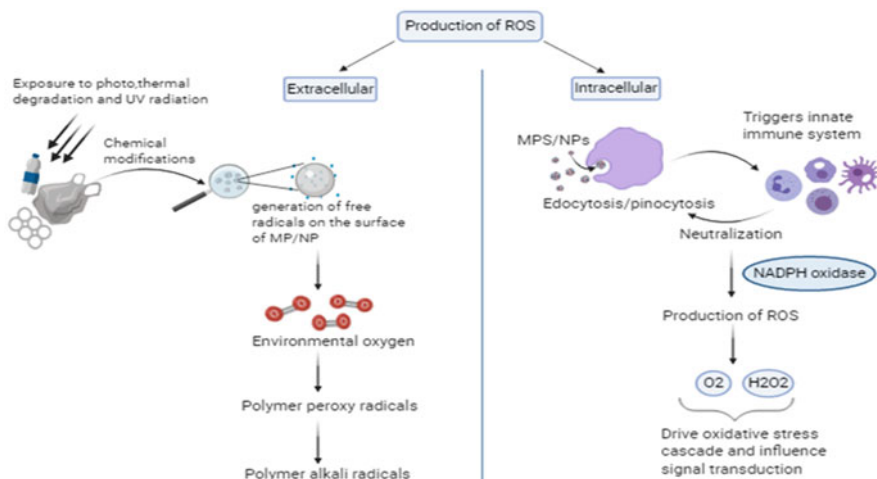 Production of ROS
Extracellular
Exposure to photo,thermal
degradation and UV radiation
Chemical
modifications
generation of free
radicals on the surface
of MP/NP
Environmental oxygen
Polymer peroxy radicals
Polymer alkali radicals
Intracellular
MPS/NPs
Edocytosis/pinocytosis
Triggers innate
immune system
Neutralization
NADPH oxidase
Production of ROS
O2
H2O2
Drive oxidative stress
cascade and influence
signal transduction